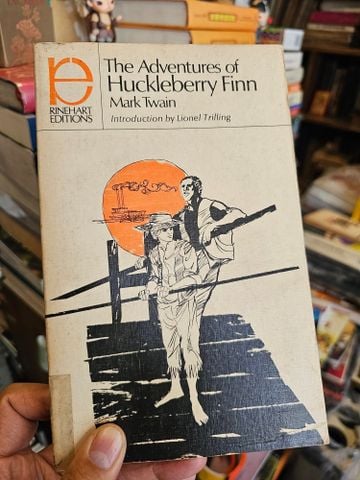 re
RINEHART
EDITIONS
The Adventures of
Huckleberry Finn
Mark Twain
Introduction by Lionel Trilling